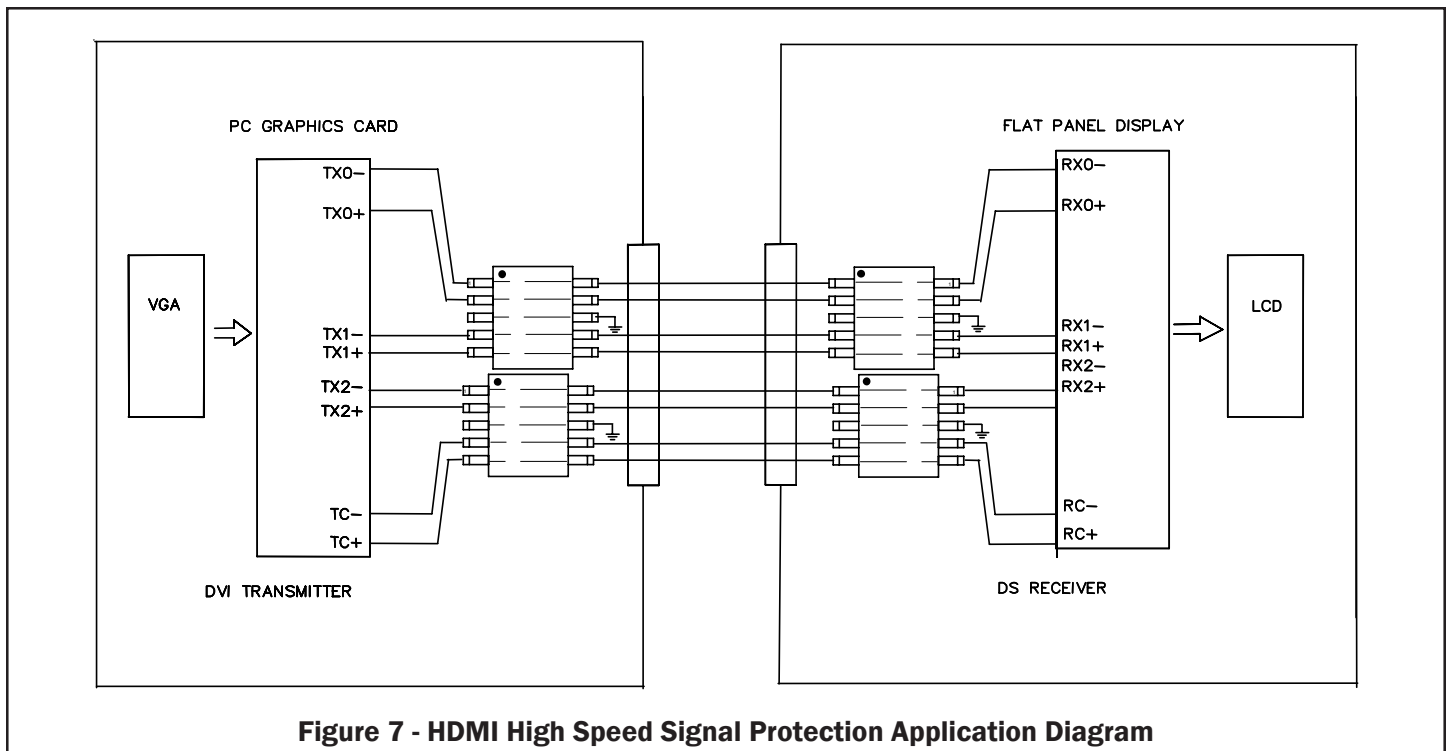 PC GRAPHICS CARD
VGA
TX0−
TX0+
TX1−
TX1+
TX2−
TX2+
TC−
TC+
DVI TRANSMITTER
FLAT PANEL DISPLAY
RX0−
RX0+
RX1−
RX1+
RX2−
RX2+
RC−
RC+
LCD
DS RECEIVER
Figure 7 - HDMI High Speed Signal Protection Application Diagram